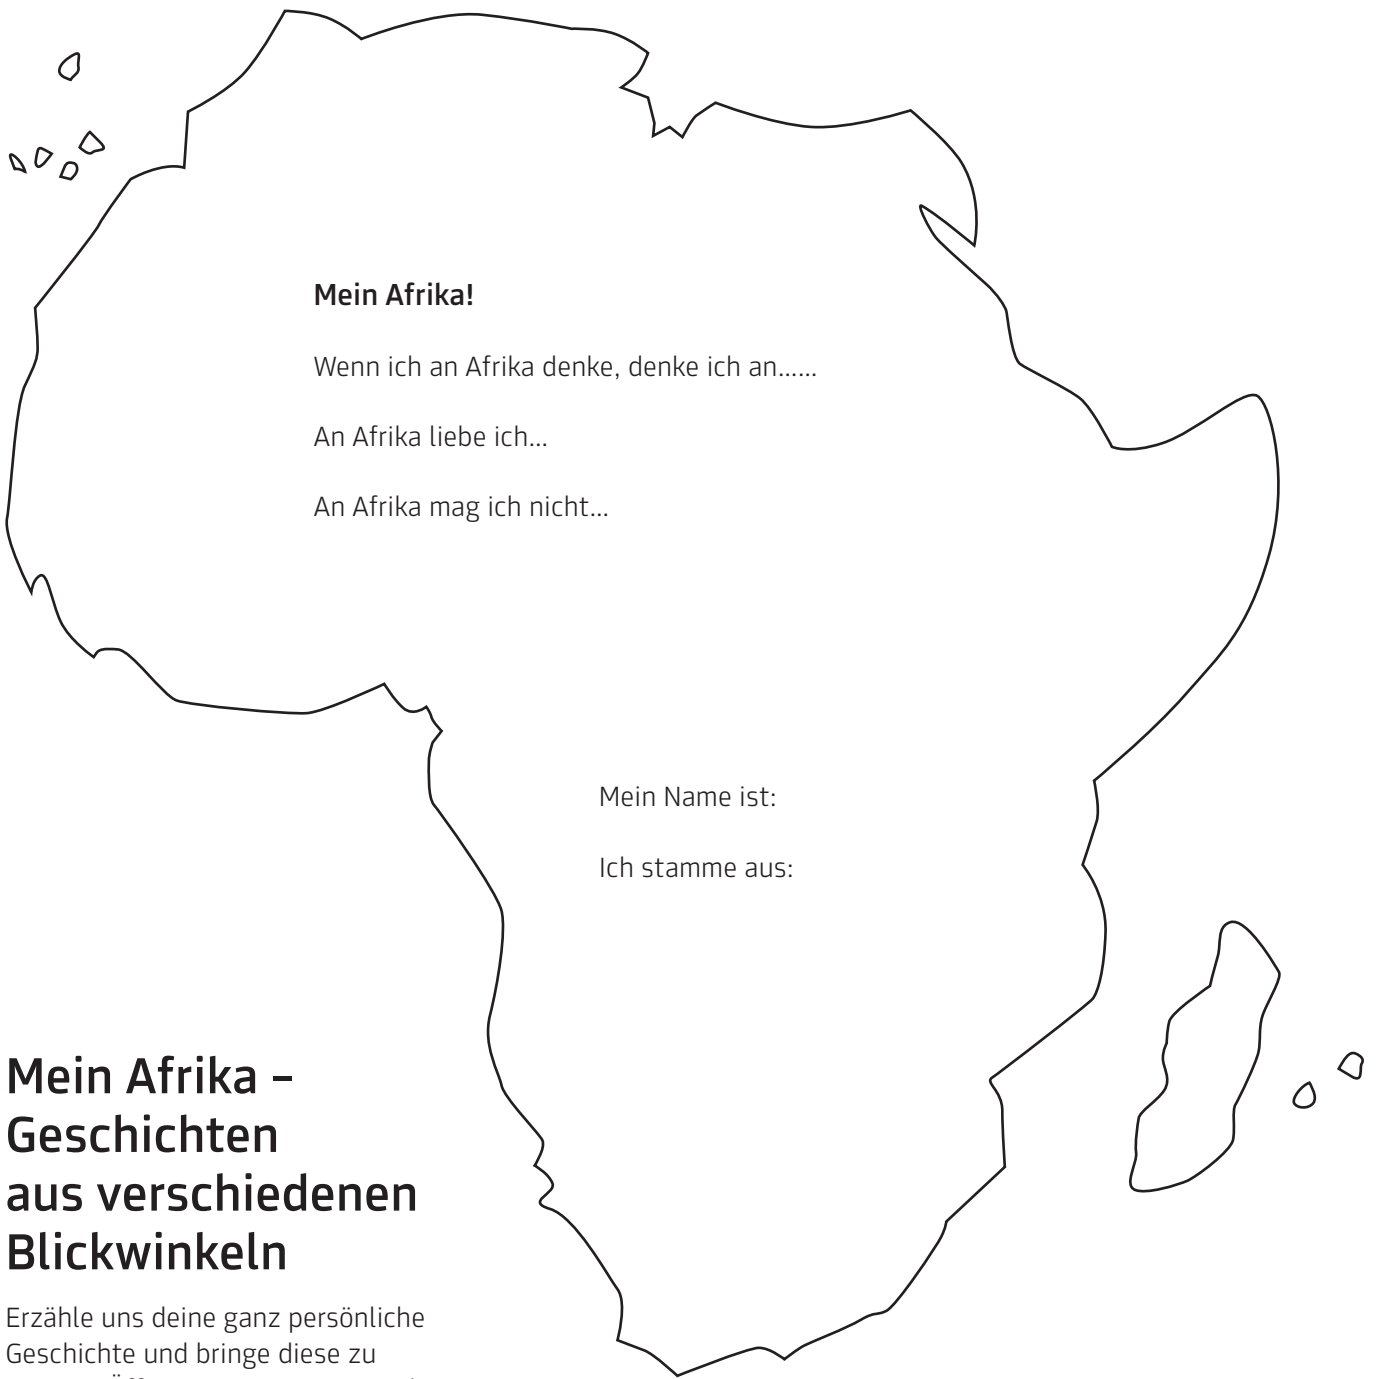 Mein Afrika!
Wenn ich an Afrika denke, denke ich an......
An Afrika liebe ich...
An Afrika mag ich nicht...
Mein Name ist:
Ich stamme aus:
Mein Afrika –
Geschichten
aus verschiedenen
Blickwinkeln
Erzähle uns deine ganz persönliche
Geschichte und bringe diese zu